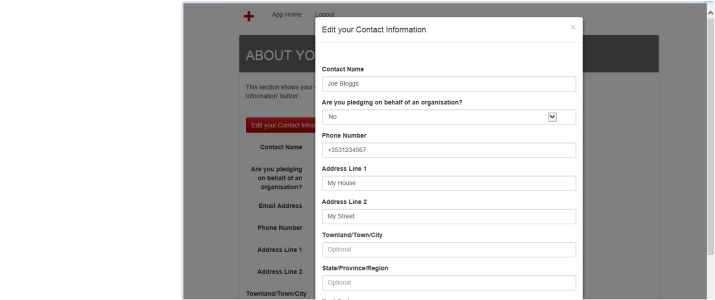 App Home Logout
Edit your Contact Information ×
ABOUT YO
Contact Name
This section shows your
Information' button'.
Joe Bloggs
Are you pledging on behalf of an organisation?
No
Edit your Contact Infor
Phone Number
Contact Name
+3531234567
Are you pledging
on behalf of an
organisation?
Address Line 1
My House
Email Address
Address Line 2
My Street
Phone Number
Townland/Town/City
Address Line 1
Optional
State/Province/Region
Address Line 2
Optional
Townland/Town/City